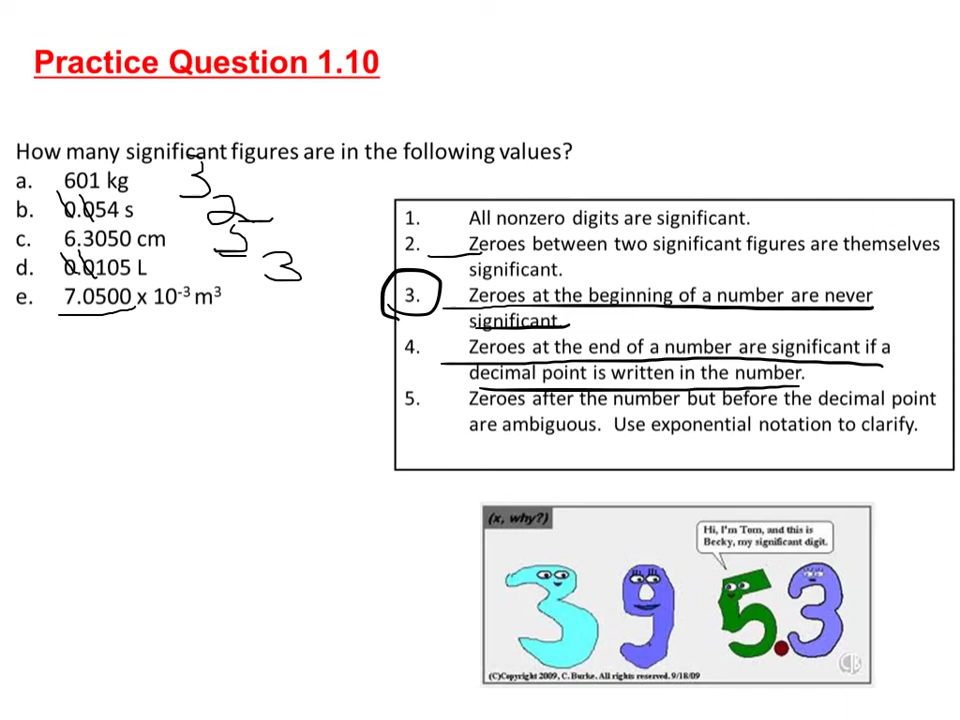 Practice Question 1.10
How many significant figures are in the following values?
a. 601 kg 3
b. 0.054 s 2
c. 6.3050 cm 5
d. 0.0105 L 3
e. 7.0500 x 10⁻³ m³
1. All nonzero digits are significant.
2. Zeroes between two significant figures are themselves
significant.
3. Zeroes at the beginning of a number are never
significant.
4. Zeroes at the end of a number are significant if a
decimal point is written in the number.
5. Zeroes after the number but before the decimal point
are ambiguous. Use exponential notation to clarify.
(x, why?)
Hi, I'm Tom, and this is
Becky, my significant digit.
3 9 5.3
(C)Copyright 2009, C. Burke. All rights reserved. 9/18/09
CB